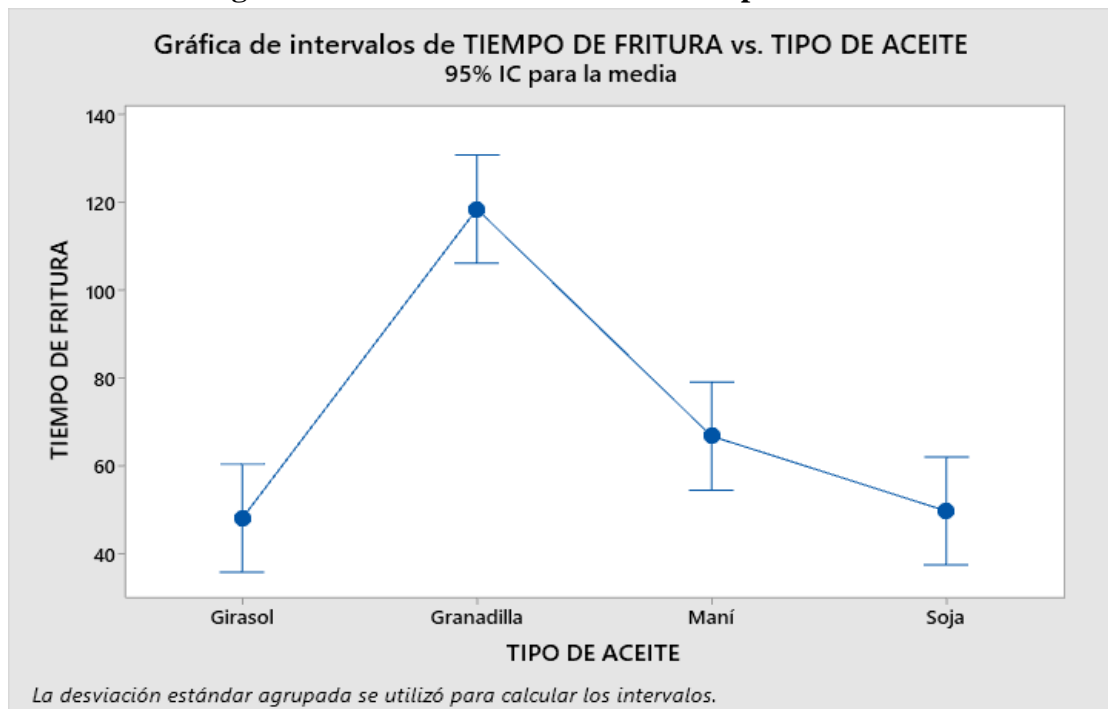 Gráfica de intervalos de TIEMPO DE FRITURA vs. TIPO DE ACEITE
95% IC para la media
140
120
100
80
60
40
TIEMPO DE FRITURA
Girasol
Granadilla
Maní
Soja
TIPO DE ACEITE
La desviación estándar agrupada se utilizó para calcular los intervalos.